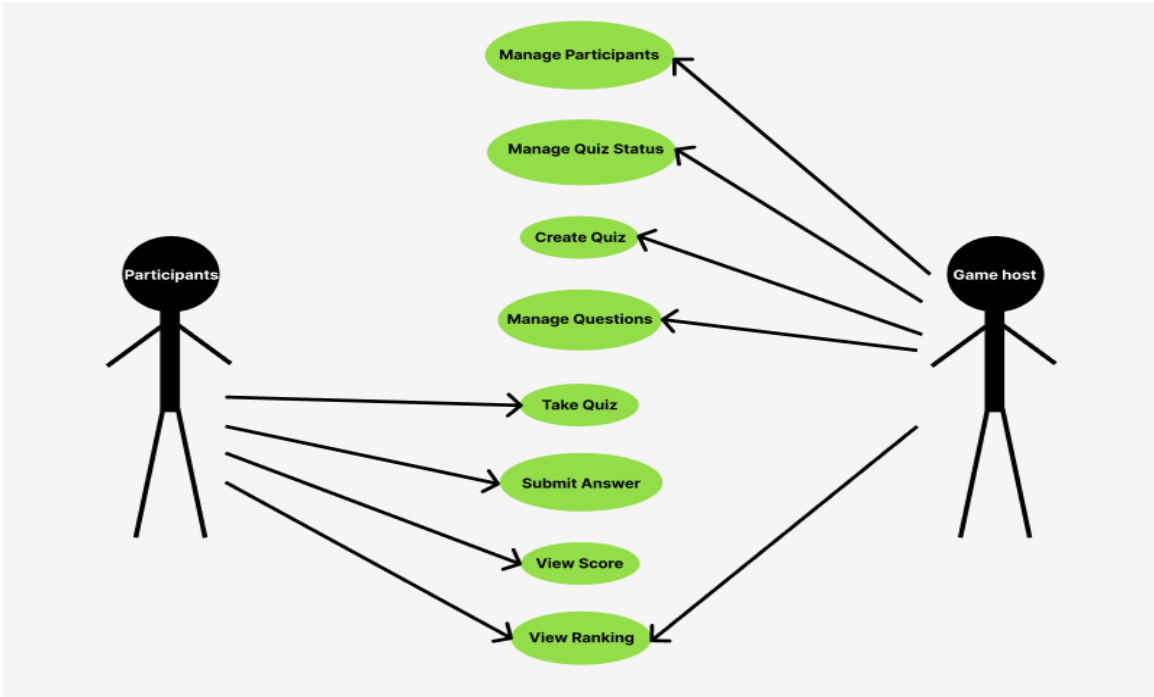 Manage Participants
Manage Quiz Status
Create Quiz
Participants
Game host
Manage Questions
Take Quiz
Submit Answer
View Score
View Ranking